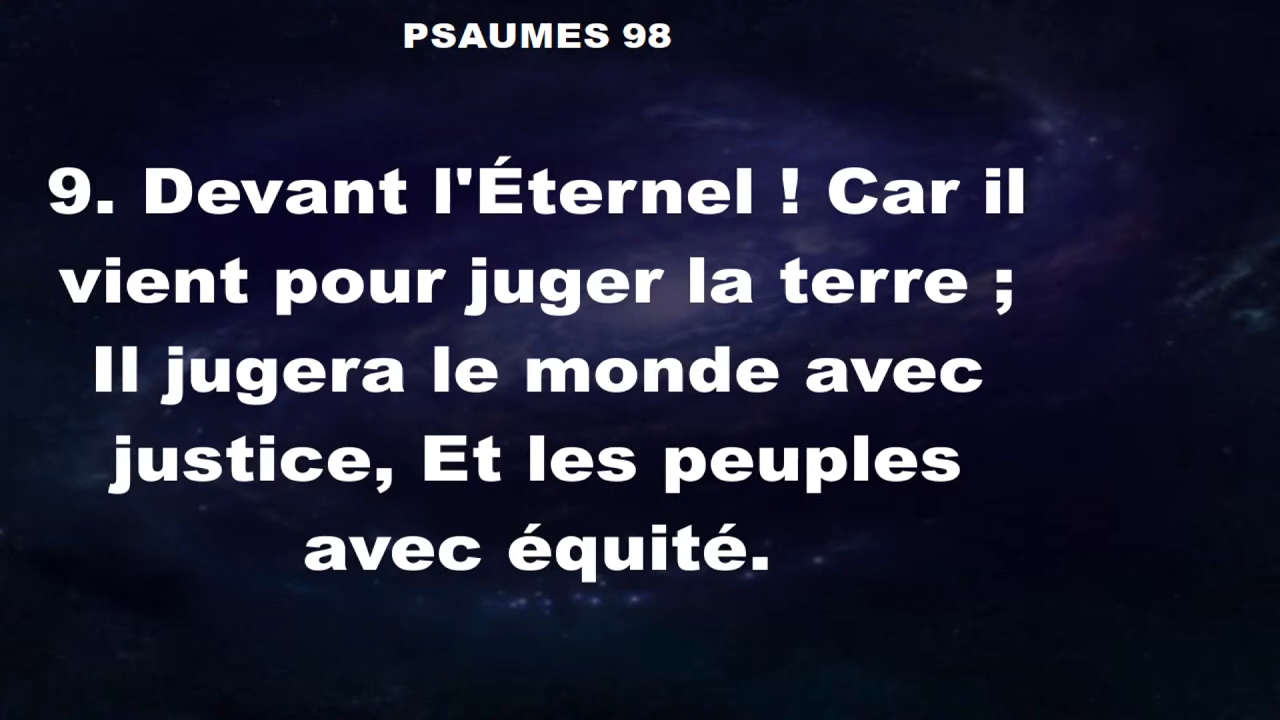 PSAUMES 98
9. Devant l'Éternel ! Car il
vient pour juger la terre ;
Il jugera le monde avec
justice, Et les peuples
avec équité.